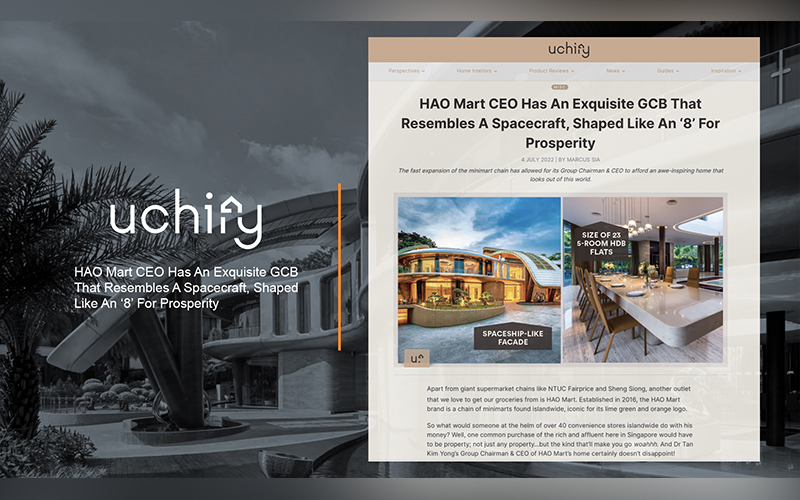 uchify
HAO Mart CEO Has An Exquisite GCB
That Resembles A Spacecraft, Shaped
Like An ‘8’ For Prosperity
uchify
Perspectives
Home Interiors
Product Reviews
News
Guides
Inspiration
HAO Mart CEO Has An Exquisite GCB That
Resembles A Spacecraft, Shaped Like An ‘8’ For
Prosperity
4 JULY 2022 | BY MARCUS SIA
The fast expansion of the minimart chain has allowed for its Group Chairman & CEO to afford an awe-inspiring home that
looks out of this world.
SIZE OF 23
5-ROOM HDB
FLATS
SPACESHIP-LIKE
FACADE
Apart from giant supermarket chains like NTUC Fairprice and Sheng Siong, another outlet
that we love to get our groceries from is HAO Mart. Established in 2016, the HAO Mart
brand is a chain of minimarts found islandwide, iconic for its lime green and orange logo.
So what would someone at the helm of over 40 convenience stores islandwide do with his
money? Well, one common purchase of the rich and affluent here in Singapore would have
to be property; not just any property...but the kind that’ll make you go woahhh. And Dr Tan
Kim Yong’s Group Chairman & CEO of HAO Mart’s home certainly doesn’t disappoint!